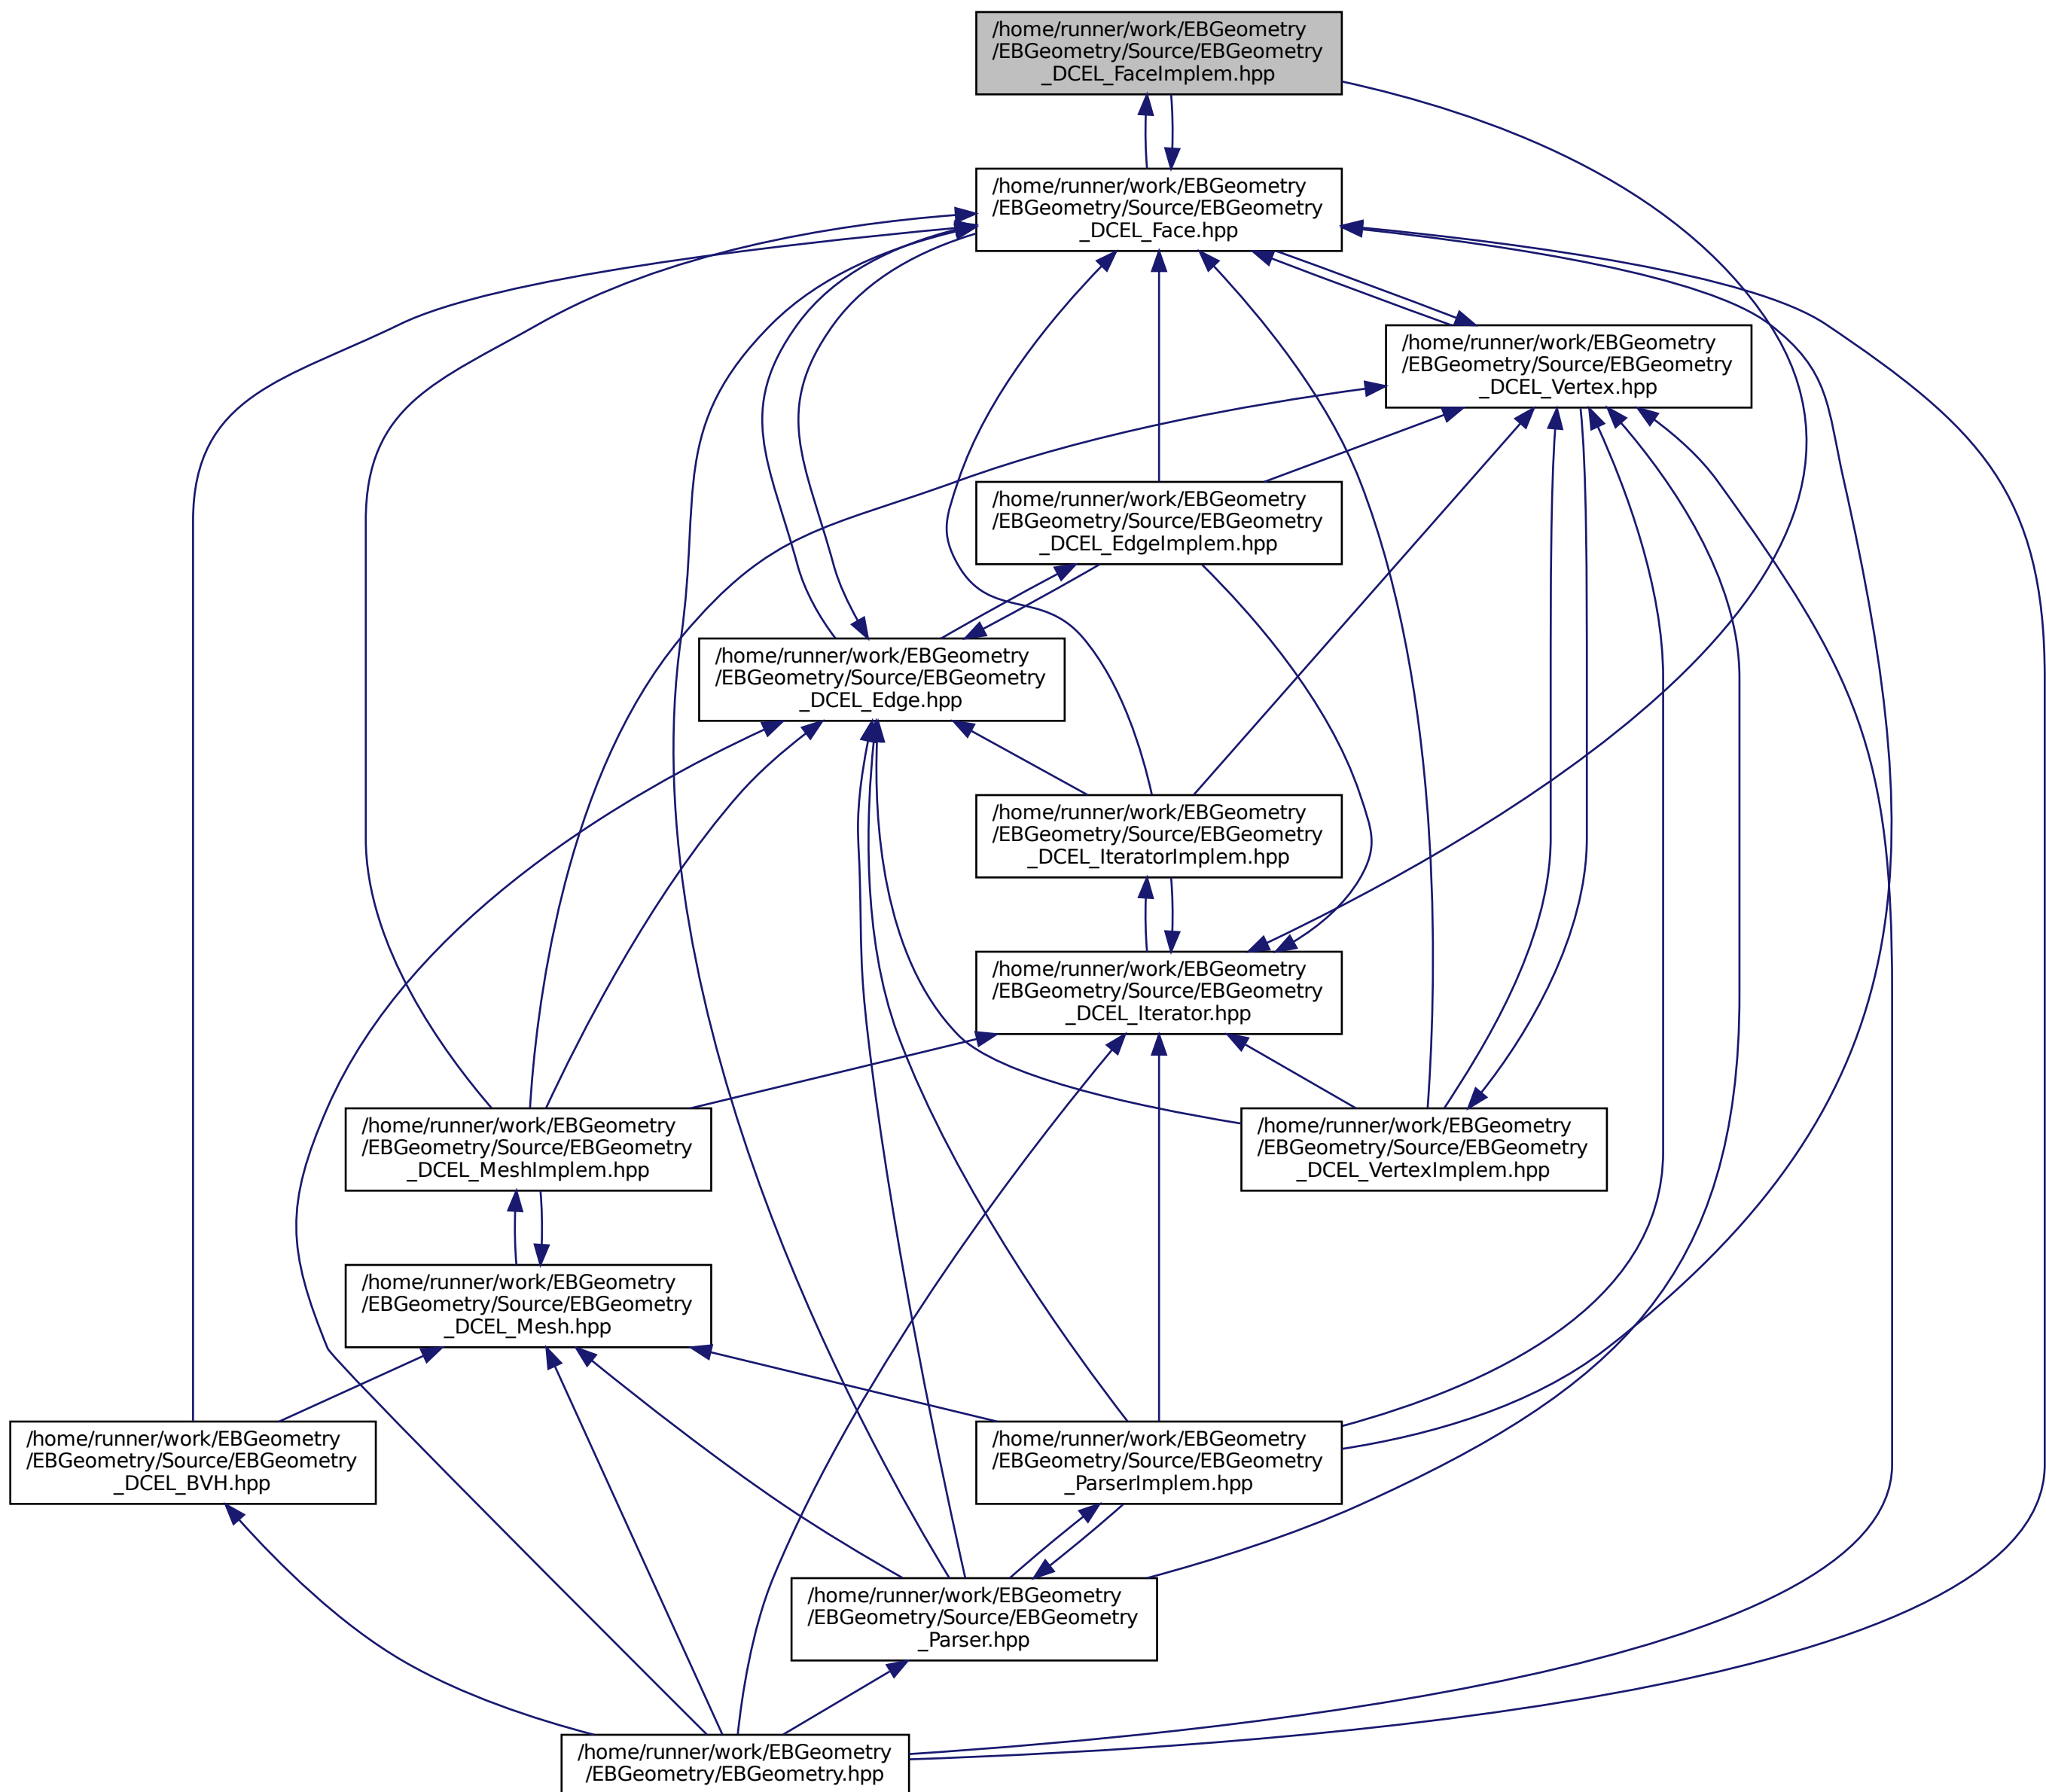 /home/runner/work/EBGeometry
/EBGeometry/Source/EBGeometry
_DCEL_FaceImplem.hpp
/home/runner/work/EBGeometry
/EBGeometry/Source/EBGeometry
_DCEL_Face.hpp
/home/runner/work/EBGeometry
/EBGeometry/Source/EBGeometry
_DCEL_Vertex.hpp
/home/runner/work/EBGeometry
/EBGeometry/Source/EBGeometry
_DCEL_EdgeImplem.hpp
/home/runner/work/EBGeometry
/EBGeometry/Source/EBGeometry
_DCEL_Edge.hpp
/home/runner/work/EBGeometry
/EBGeometry/Source/EBGeometry
_DCEL_IteratorImplem.hpp
/home/runner/work/EBGeometry
/EBGeometry/Source/EBGeometry
_DCEL_Iterator.hpp
/home/runner/work/EBGeometry
/EBGeometry/Source/EBGeometry
_DCEL_MeshImplem.hpp
/home/runner/work/EBGeometry
/EBGeometry/Source/EBGeometry
_DCEL_VertexImplem.hpp
/home/runner/work/EBGeometry
/EBGeometry/Source/EBGeometry
_DCEL_Mesh.hpp
/home/runner/work/EBGeometry
/EBGeometry/Source/EBGeometry
_DCEL_BVH.hpp
/home/runner/work/EBGeometry
/EBGeometry/Source/EBGeometry
_ParserImplem.hpp
/home/runner/work/EBGeometry
/EBGeometry/Source/EBGeometry
_Parser.hpp
/home/runner/work/EBGeometry
/EBGeometry/EBGeometry.hpp